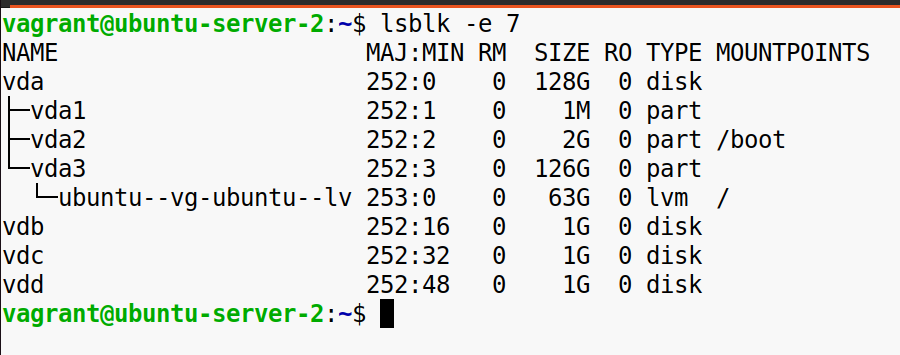 vagrant@ubuntu-server-2:~$ lsblk -e 7
NAME                      MAJ:MIN RM  SIZE RO TYPE MOUNTPOINTS
vda                       252:0    0  128G  0 disk
├─vda1                    252:1    0    1M  0 part
├─vda2                    252:2    0    2G  0 part /boot
└─vda3                    252:3    0  126G  0 part
  └─ubuntu--vg-ubuntu--lv 253:0    0   63G  0 lvm  /
vdb                       252:16   0    1G  0 disk
vdc                       252:32   0    1G  0 disk
vdd                       252:48   0    1G  0 disk
vagrant@ubuntu-server-2:~$